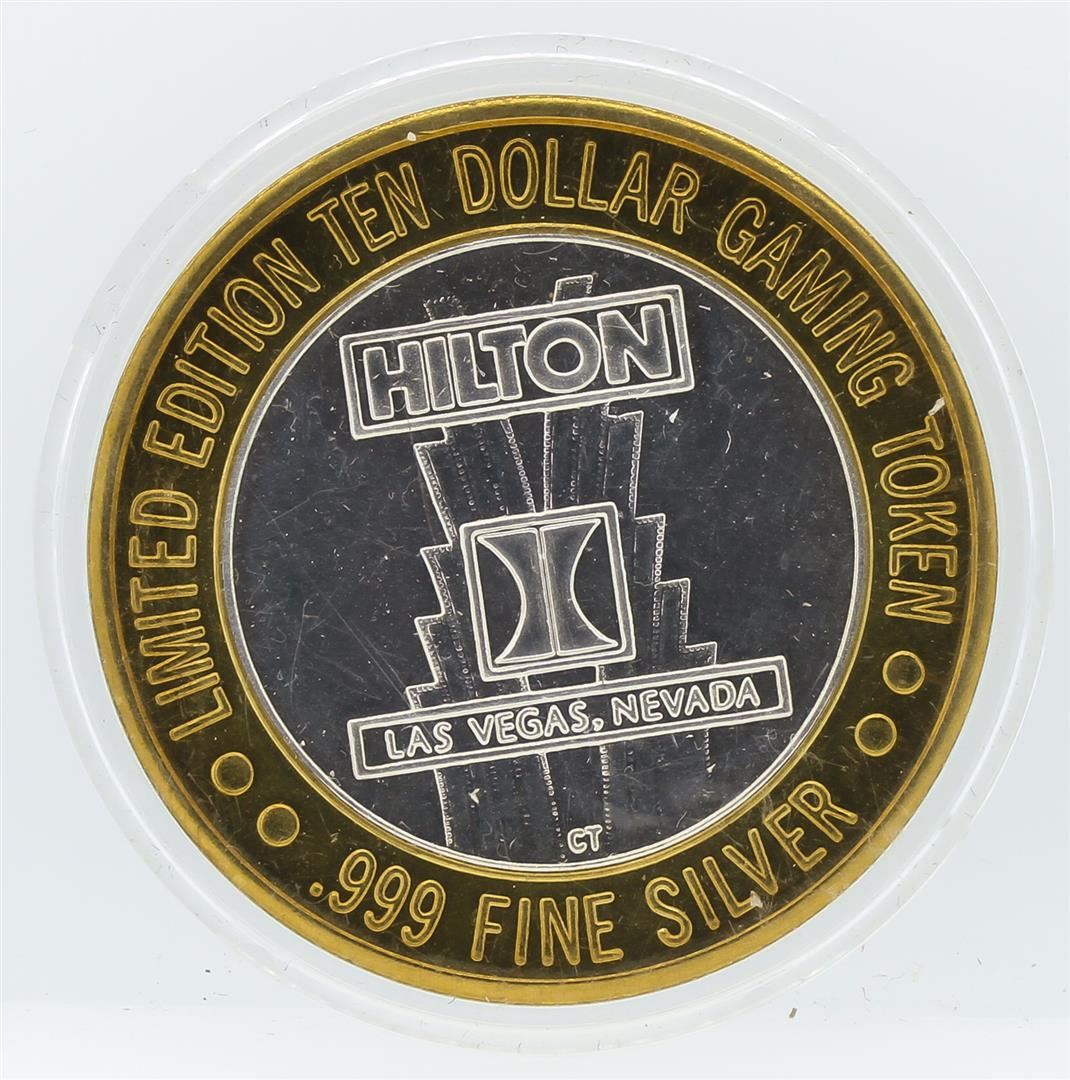 LIMITED EDITION TEN DOLLAR GAMING TOKEN
HILTON
LAS VEGAS, NEVADA
CT
.999 FINE SILVER